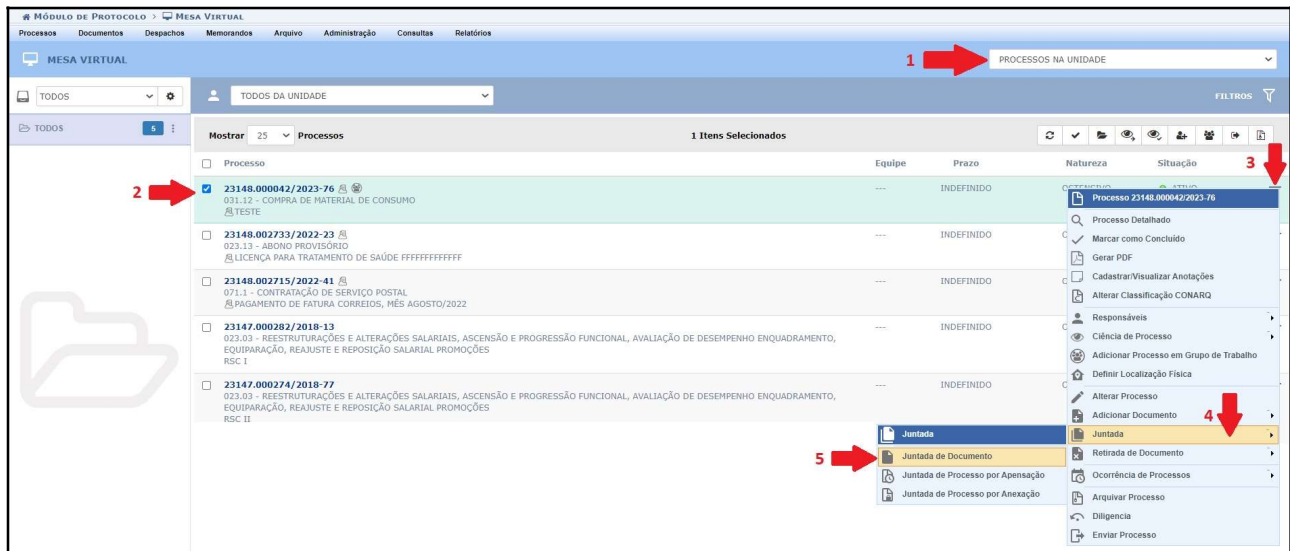 MÓDULO DE PROTOCOLO > MESA VIRTUAL
Processos Documentos Despachos Memorandos Arquivo Administração Consultas Relatórios
MESA VIRTUAL
1
PROCESSOS NA UNIDADE
TODOS
TODOS DA UNIDADE
FILTROS
TODOS 5
Mostrar 25 Processos
1 Itens Selecionados
Processo Equipe Prazo Natureza Situação
3
2
23148.000042/2023-76 --- INDEFINIDO OSTENSIVO ATIVO
031.12 - COMPRA DE MATERIAL DE CONSUMO
TESTE
23148.002733/2022-23 --- INDEFINIDO
023.13 - ABONO PROVISÓRIO
LICENÇA PARA TRATAMENTO DE SAÚDE FFFFFFFFFFFFF
23148.002715/2022-41 --- INDEFINIDO
071.1 - CONTRATAÇÃO DE SERVIÇO POSTAL
PAGAMENTO DE FATURA CORREIOS, MÊS AGOSTO/2022
23147.000282/2018-13 --- INDEFINIDO
023.03 - REESTRUTURAÇÕES E ALTERAÇÕES SALARIAIS, ASCENSÃO E PROGRESSÃO FUNCIONAL, AVALIAÇÃO DE DESEMPENHO ENQUADRAMENTO,
EQUIPARAÇÃO, REAJUSTE E REPOSIÇÃO SALARIAL PROMOÇÕES
RSC I
23147.000274/2018-77 --- INDEFINIDO
023.03 - REESTRUTURAÇÕES E ALTERAÇÕES SALARIAIS, ASCENSÃO E PROGRESSÃO FUNCIONAL, AVALIAÇÃO DE DESEMPENHO ENQUADRAMENTO,
EQUIPARAÇÃO, REAJUSTE E REPOSIÇÃO SALARIAL PROMOÇÕES
RSC II
Processo 23148.000042/2023-76
Processo Detalhado
Marcar como Concluído
Gerar PDF
Cadastrar/Visualizar Anotações
Alterar Classificação CONARQ
Responsáveis
Ciência de Processo
Adicionar Processo em Grupo de Trabalho
Definir Localização Física
Alterar Processo
Adicionar Documento
4
Juntada
Retirada de Documento
Ocorrência de Processos
Arquivar Processo
Diligencia
Enviar Processo
Juntada
5
Juntada de Documento
Juntada de Processo por Apensação
Juntada de Processo por Anexação